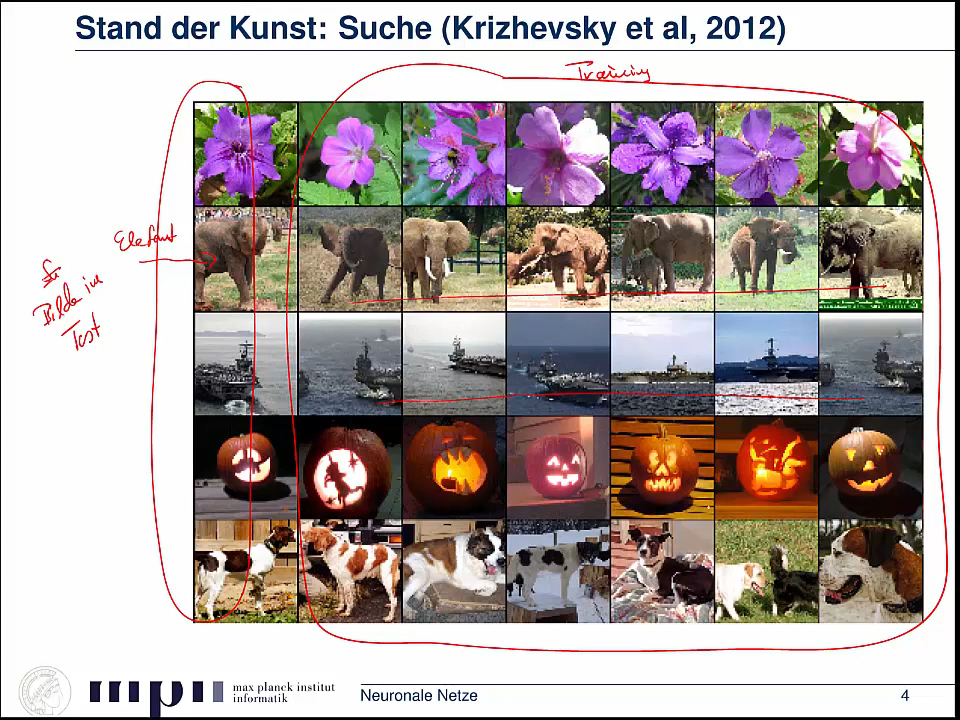 Stand der Kunst: Suche (Krizhevsky et al, 2012)
Training
Elefant
Bilder im
Test
max planck institut
informatik
Neuronale Netze
4